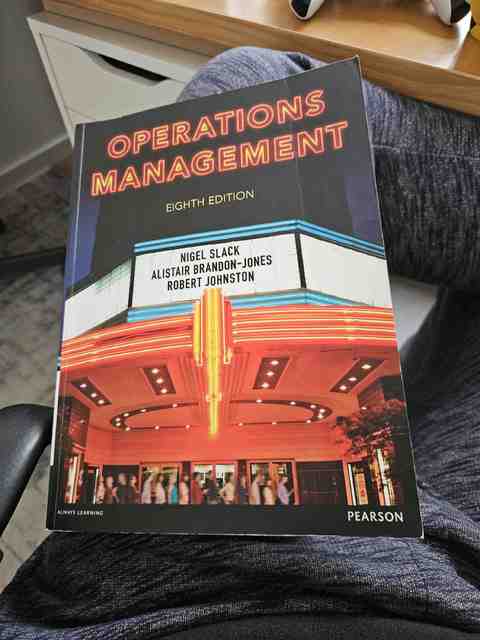 OPERATIONS
MANAGEMENT
EIGHTH EDITION
NIGEL SLACK
ALISTAIR BRANDON-JONES
ROBERT JOHNSTON
ALWAYS LEARNING
PEARSON